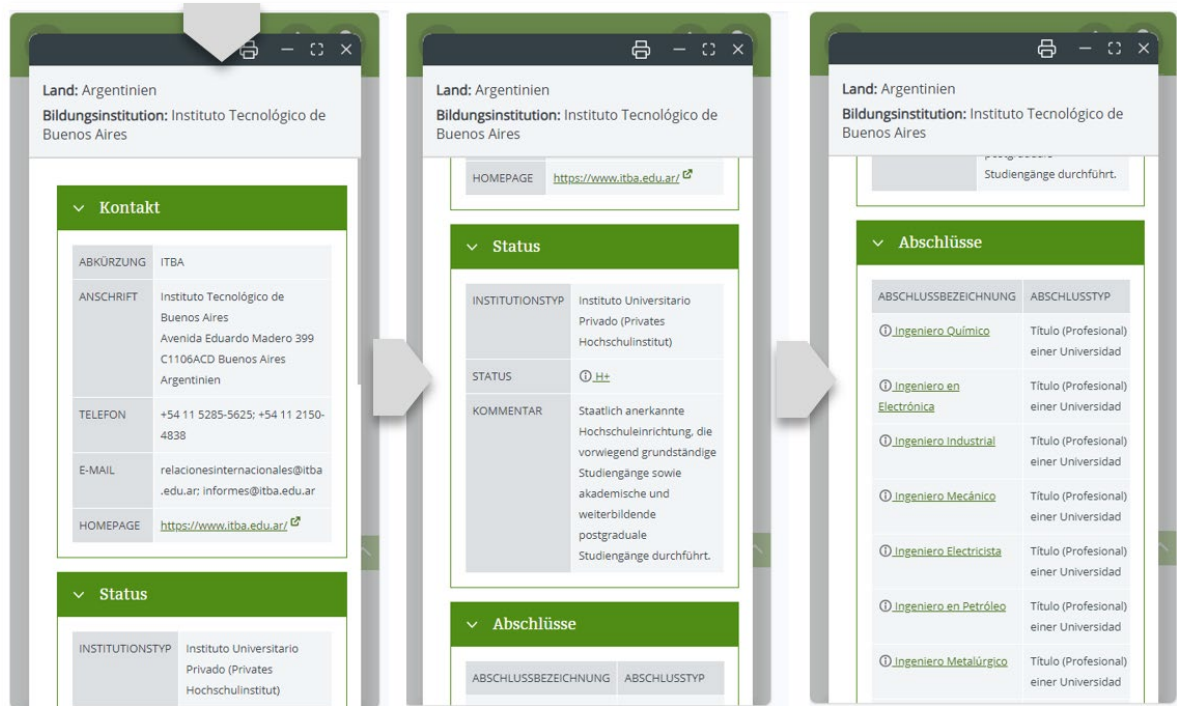 Land: Argentinien
Bildungsinstitution: Instituto Tecnológico de
Buenos Aires
Kontakt
ABKÜRZUNG ITBA
ANSCHRIFT Instituto Tecnológico de
Buenos Aires
Avenida Eduardo Madero 399
C1106ACD Buenos Aires
Argentinien
TELEFON +54 11 5285-5625; +54 11 2150-
4838
E-MAIL relacionesinternacionales@itba
.edu.ar; informes@itba.edu.ar
HOMEPAGE https://www.itba.edu.ar/
Status
INSTITUTIONSTYP Instituto Universitario
Privado (Privates
Hochschulinstitut)
Land: Argentinien
Bildungsinstitution: Instituto Tecnológico de
Buenos Aires
HOMEPAGE https://www.itba.edu.ar/
Status
INSTITUTIONSTYP Instituto Universitario
Privado (Privates
Hochschulinstitut)
STATUS H+
KOMMENTAR Staatlich anerkannte
Hochschuleinrichtung, die
vorwiegend grundständige
Studiengänge sowie
akademische und
weiterbildende
postgraduale
Studiengänge durchführt.
Abschlüsse
ABSCHLUSSBEZEICHNUNG ABSCHLUSSTYP
Land: Argentinien
Bildungsinstitution: Instituto Tecnológico de
Buenos Aires
Studiengänge durchführt.
Abschlüsse
ABSCHLUSSBEZEICHNUNG ABSCHLUSSTYP
Ingeniero Químico Título (Profesional)
einer Universidad
Ingeniero en Título (Profesional)
Electrónica einer Universidad
Ingeniero Industrial Título (Profesional)
einer Universidad
Ingeniero Mecánico Título (Profesional)
einer Universidad
Ingeniero Electricista Título (Profesional)
einer Universidad
Ingeniero en Petróleo Título (Profesional)
einer Universidad
Ingeniero Metalúrgico Título (Profesional)
einer Universidad